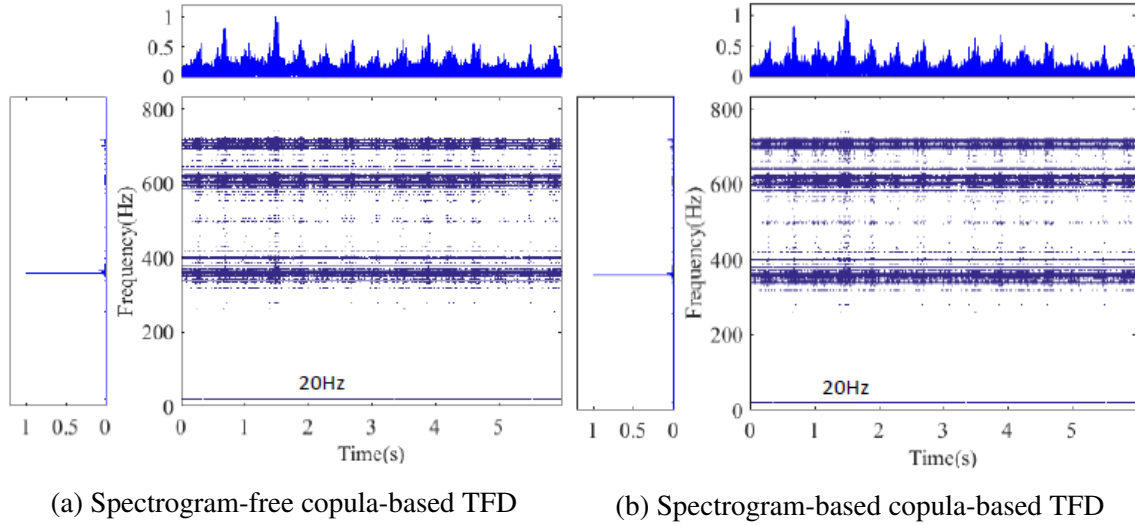 1
0.5
0
800
600
400
200
0
Frequency(Hz)
20Hz
1 0.5 0
0 1 2 3 4 5
Time(s)
(a) Spectrogram-free copula-based TFD
1
0.5
0
800
600
400
200
0
Frequency(Hz)
20Hz
1 0.5 0
0 1 2 3 4 5
Time(s)
(b) Spectrogram-based copula-based TFD